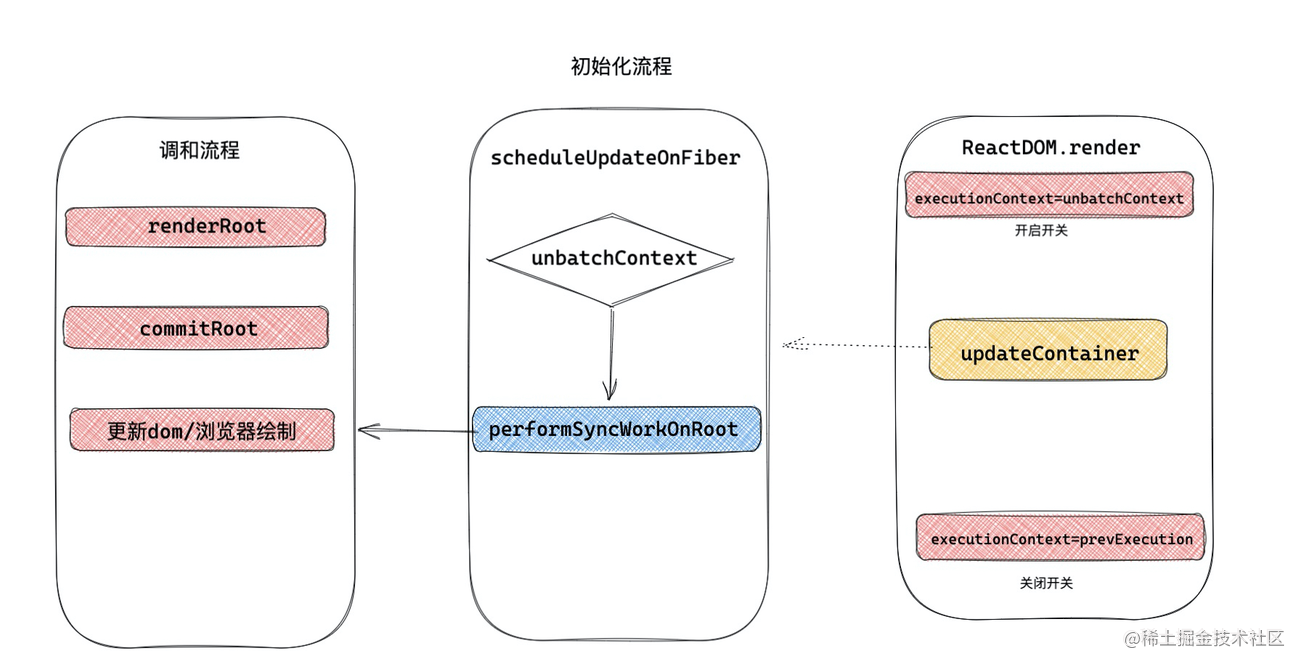 初始化流程
调和流程
renderRoot
commitRoot
更新dom/浏览器绘制
scheduleUpdateOnFiber
unbatchContext
performSyncWorkOnRoot
ReactDOM.render
executionContext=unbatchContext
开启开关
updateContainer
executionContext=prevExecution
关闭开关
@稀土掘金技术社区